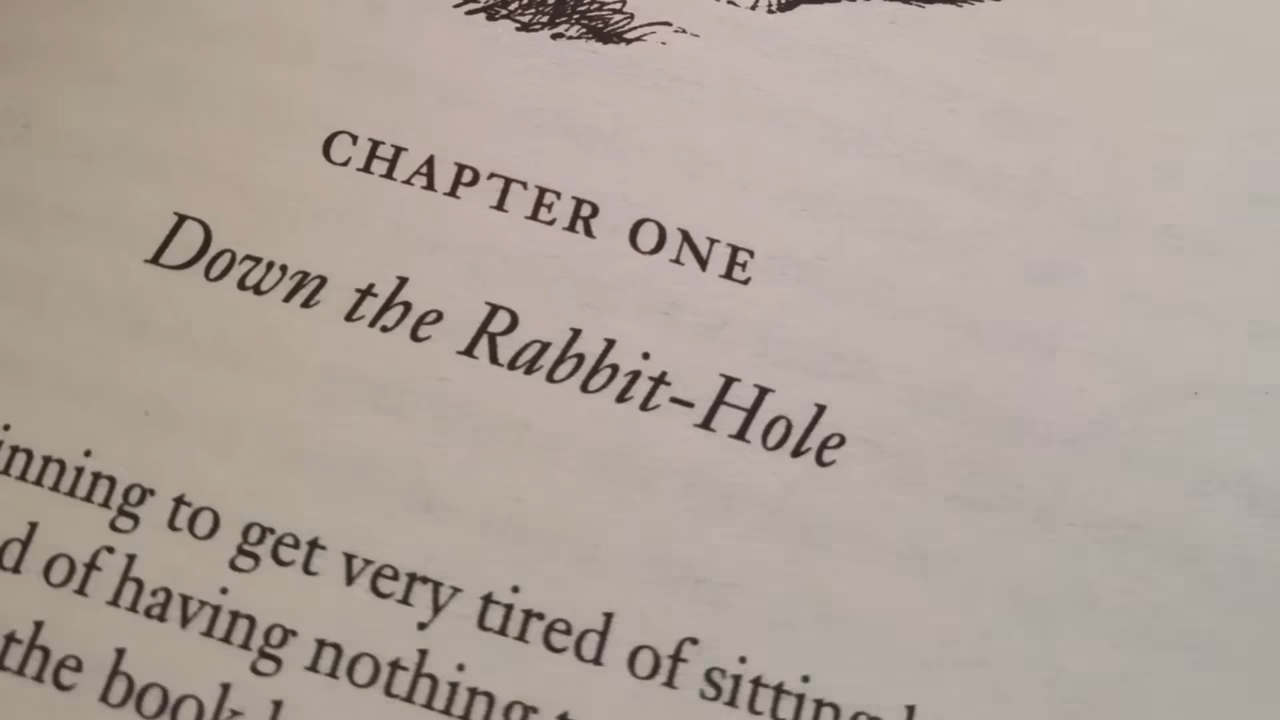 CHAPTER ONE
Down the Rabbit-Hole
inning to get very tired of sitting
d of having nothing
the book